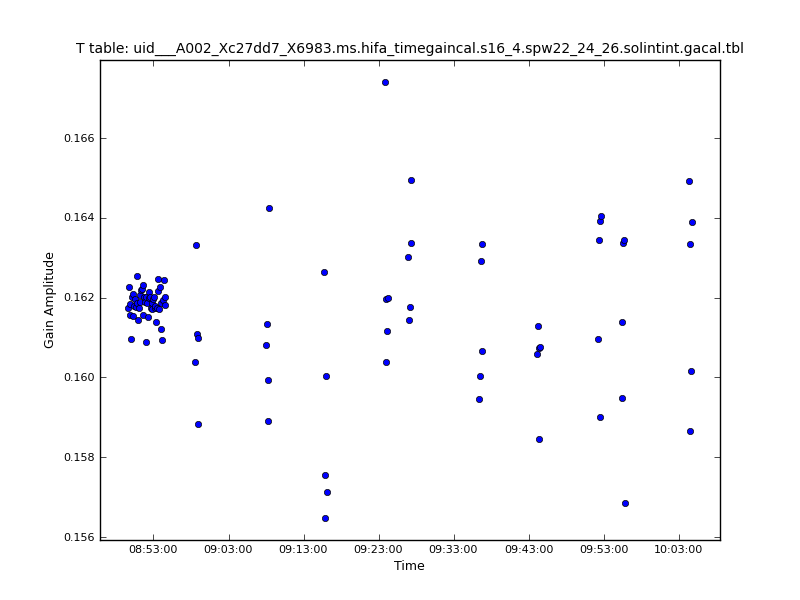 T table: uid___A002_Xc27dd7_X6983.ms.hifa_timegaincal.s16_4.spw22_24_26.solintint.gacal.tbl
0.166
0.164
0.162
0.160
0.158
0.156
Gain Amplitude
08:53:00 09:03:00 09:13:00 09:23:00 09:33:00 09:43:00 09:53:00 10:03:00
Time